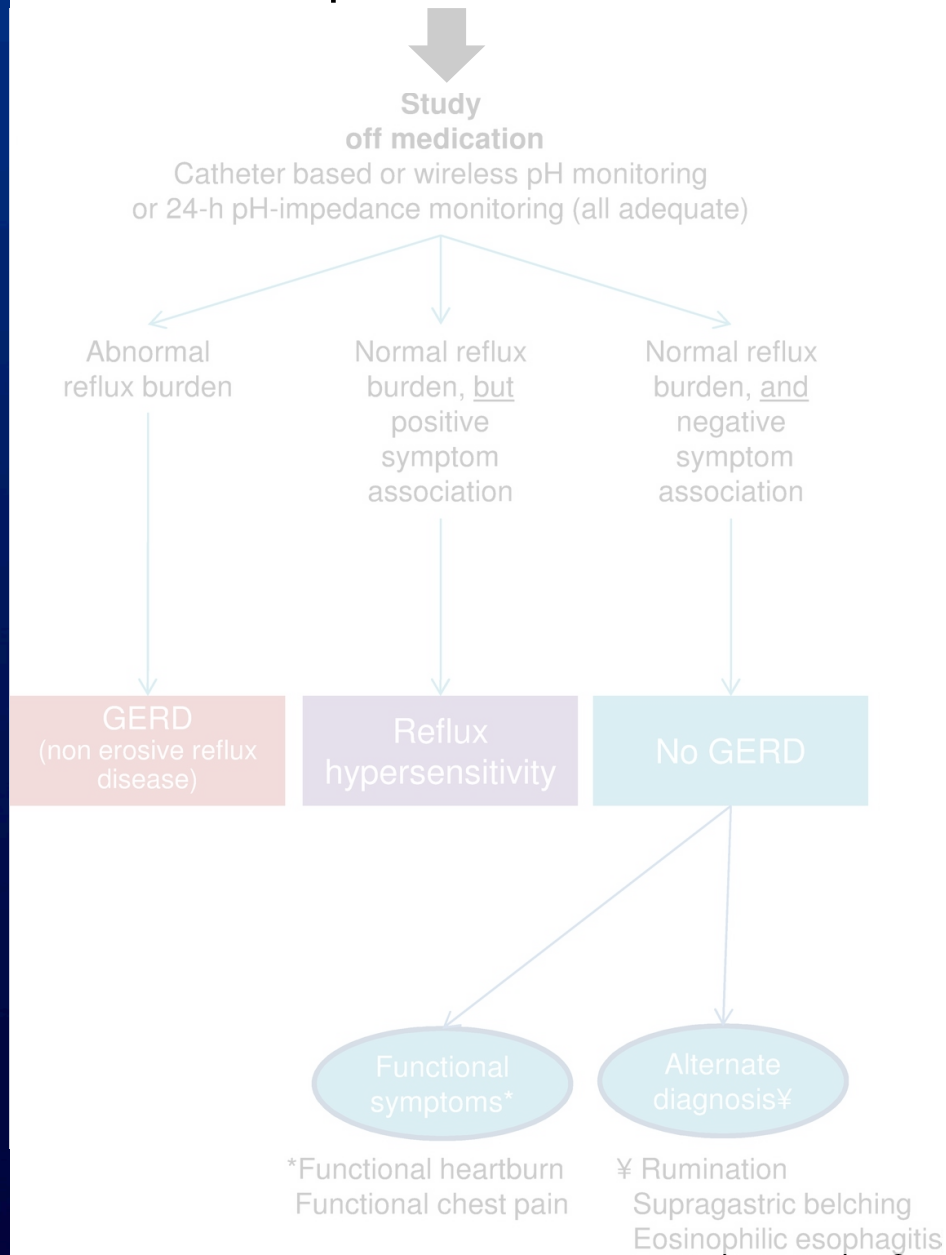 Study
off medication
Catheter based or wireless pH monitoring
or 24-h pH-impedance monitoring (all adequate)
Abnormal
reflux burden
Normal reflux
burden, but
positive
symptom
association
Normal reflux
burden, and
negative
symptom
association
GERD
(non erosive reflux
disease)
Reflux
hypersensitivity
No GERD
Functional
symptoms*
Alternate
diagnosis¥
*Functional heartburn
Functional chest pain
¥ Rumination
Supragastric belching
Eosinophilic esophagitis